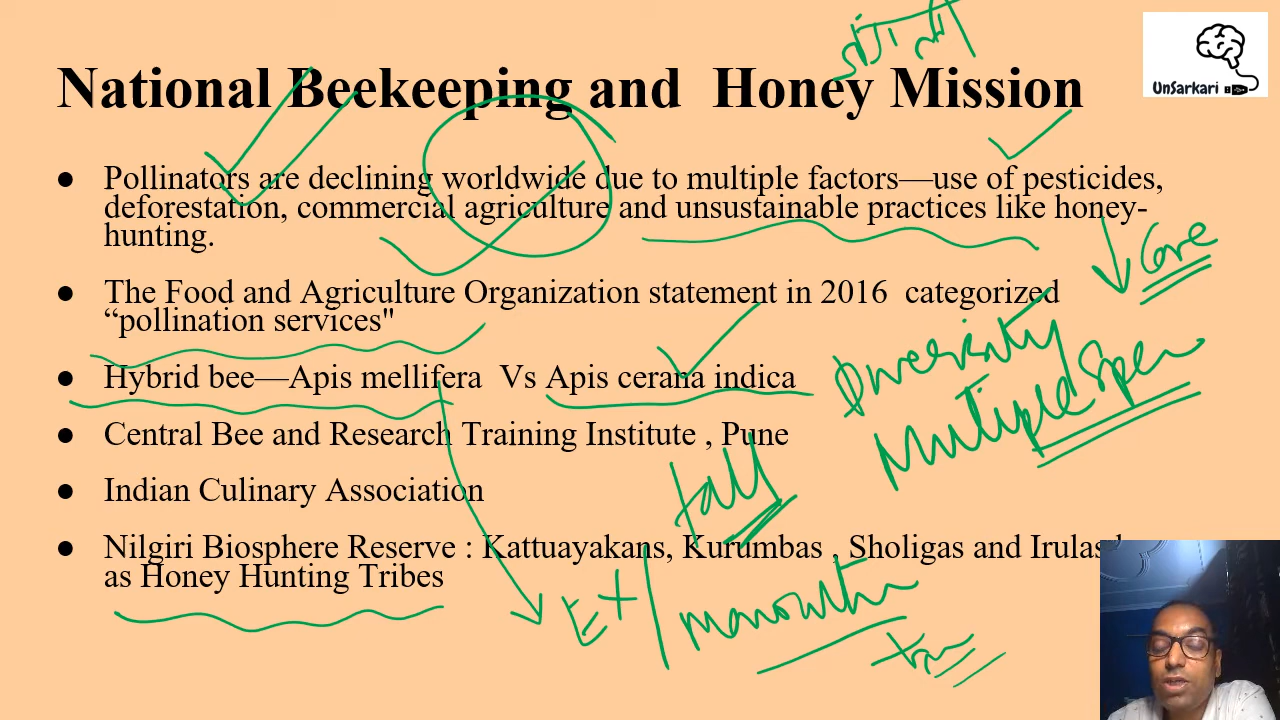 UnSarkari
National Beekeeping and Honey Mission
● Pollinators are declining worldwide due to multiple factors—use of pesticides,
deforestation, commercial agriculture and unsustainable practices like honey-
hunting.
Core
● The Food and Agriculture Organization statement in 2016 categorized
“pollination services"
Diversity
● Hybrid bee—Apis mellifera Vs Apis cerana indica
Multiple
● Central Bee and Research Training Institute , Pune
● Indian Culinary Association
● Nilgiri Biosphere Reserve : Kattuayakans, Kurumbas , Sholigas and Irulas
as Honey Hunting Tribes
Ext